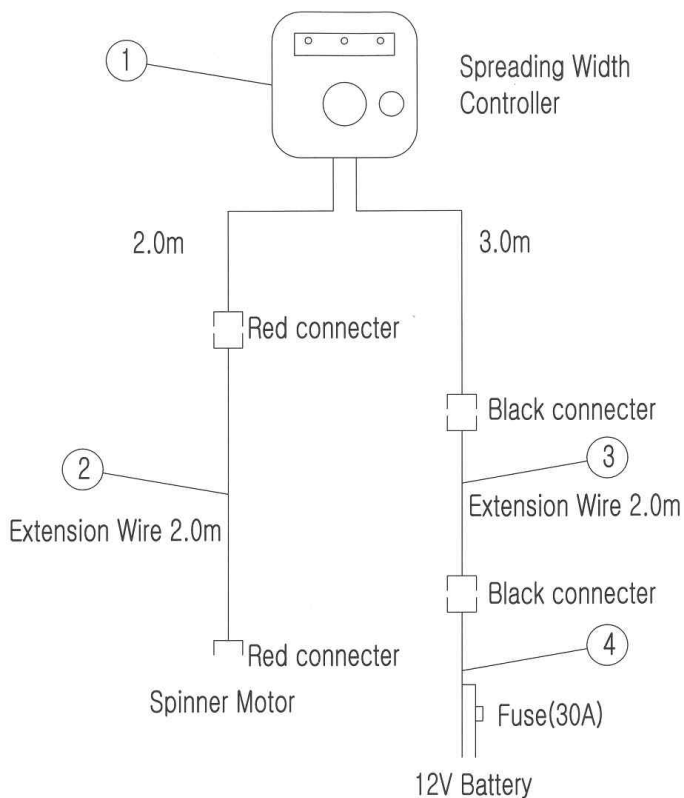 1
Spreading Width
Controller
2.0m
3.0m
Red connecter
Black connecter
2
3
Extension Wire 2.0m
Extension Wire 2.0m
Black connecter
4
Red connecter
Spinner Motor
Fuse(30A)
12V Battery